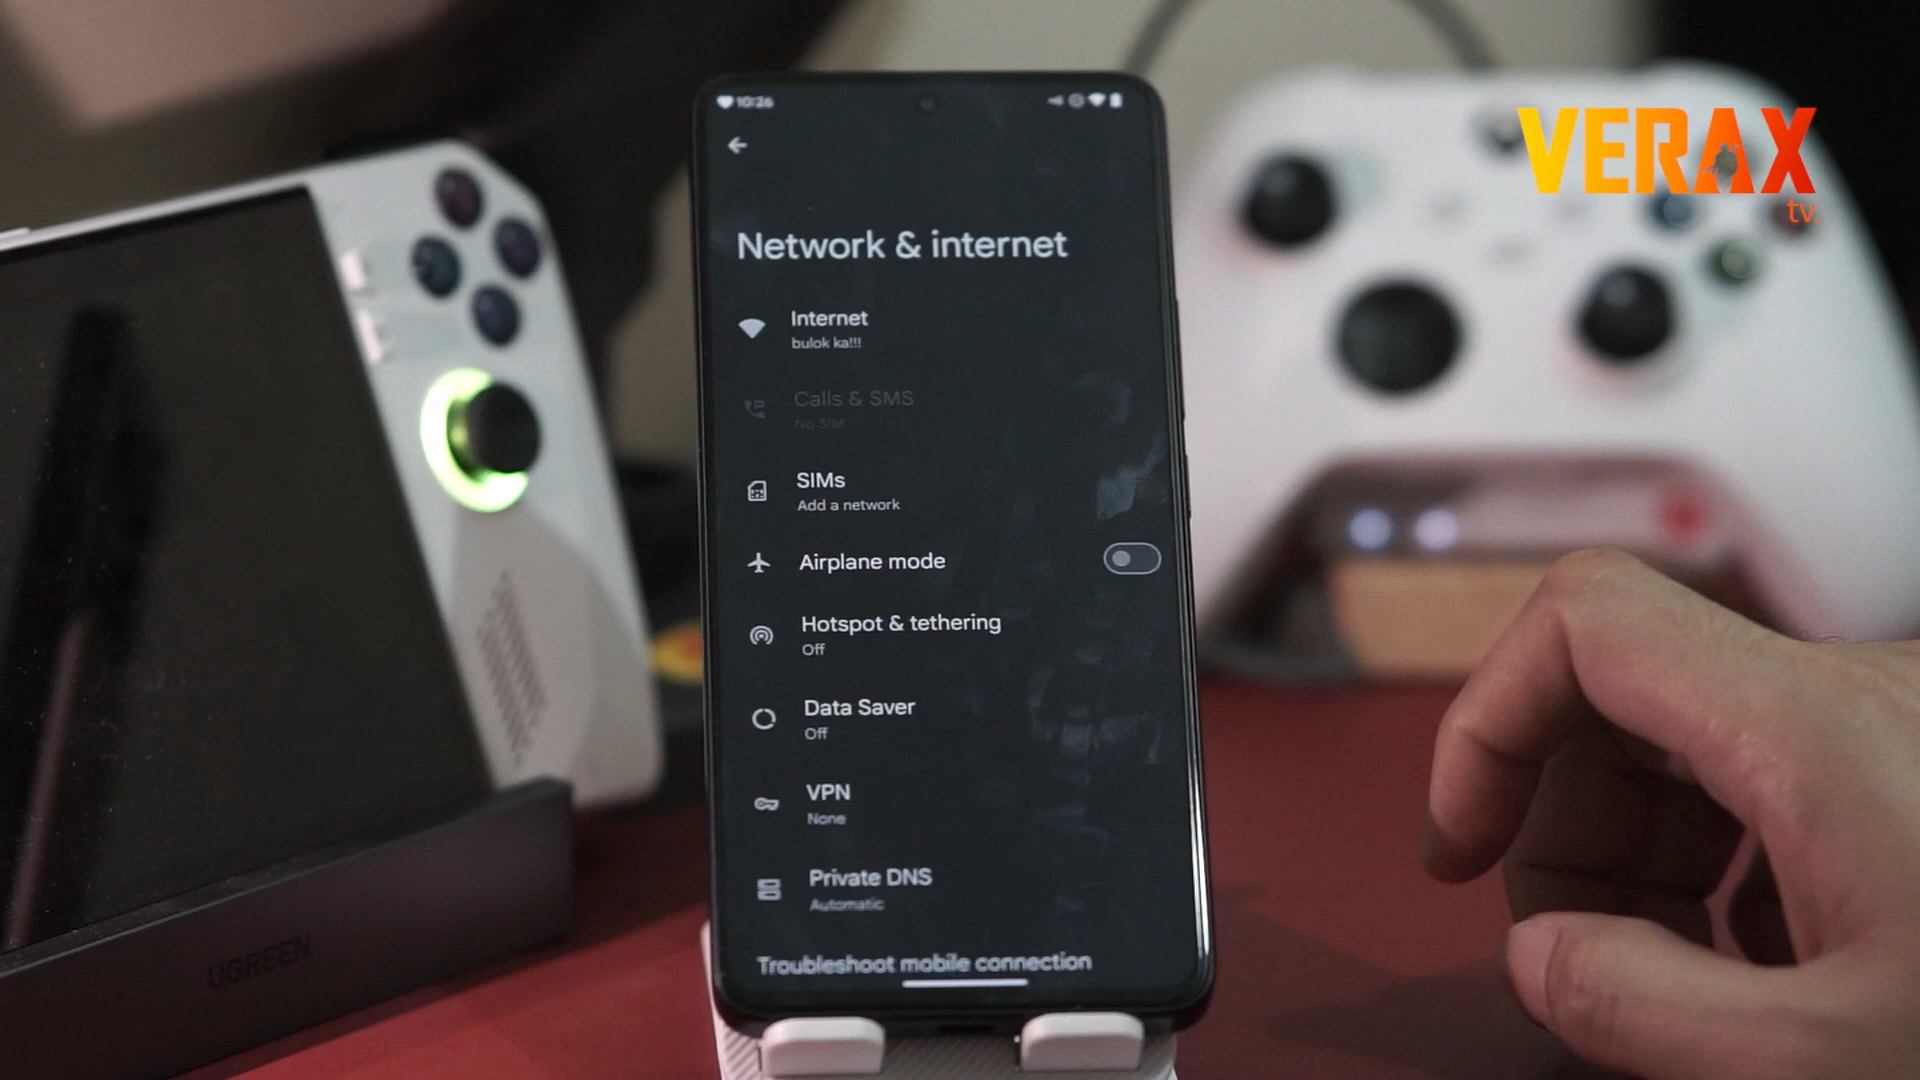 VERAX
tv.
10:26
Network & internet
Internet
bulok ka!!!
Calls & SMS
No SIM
SIMs
Add a network
Airplane mode
Hotspot & tethering
Off
Data Saver
Off
VPN
None
Private DNS
Automatic
Troubleshoot mobile connection
UGREEN